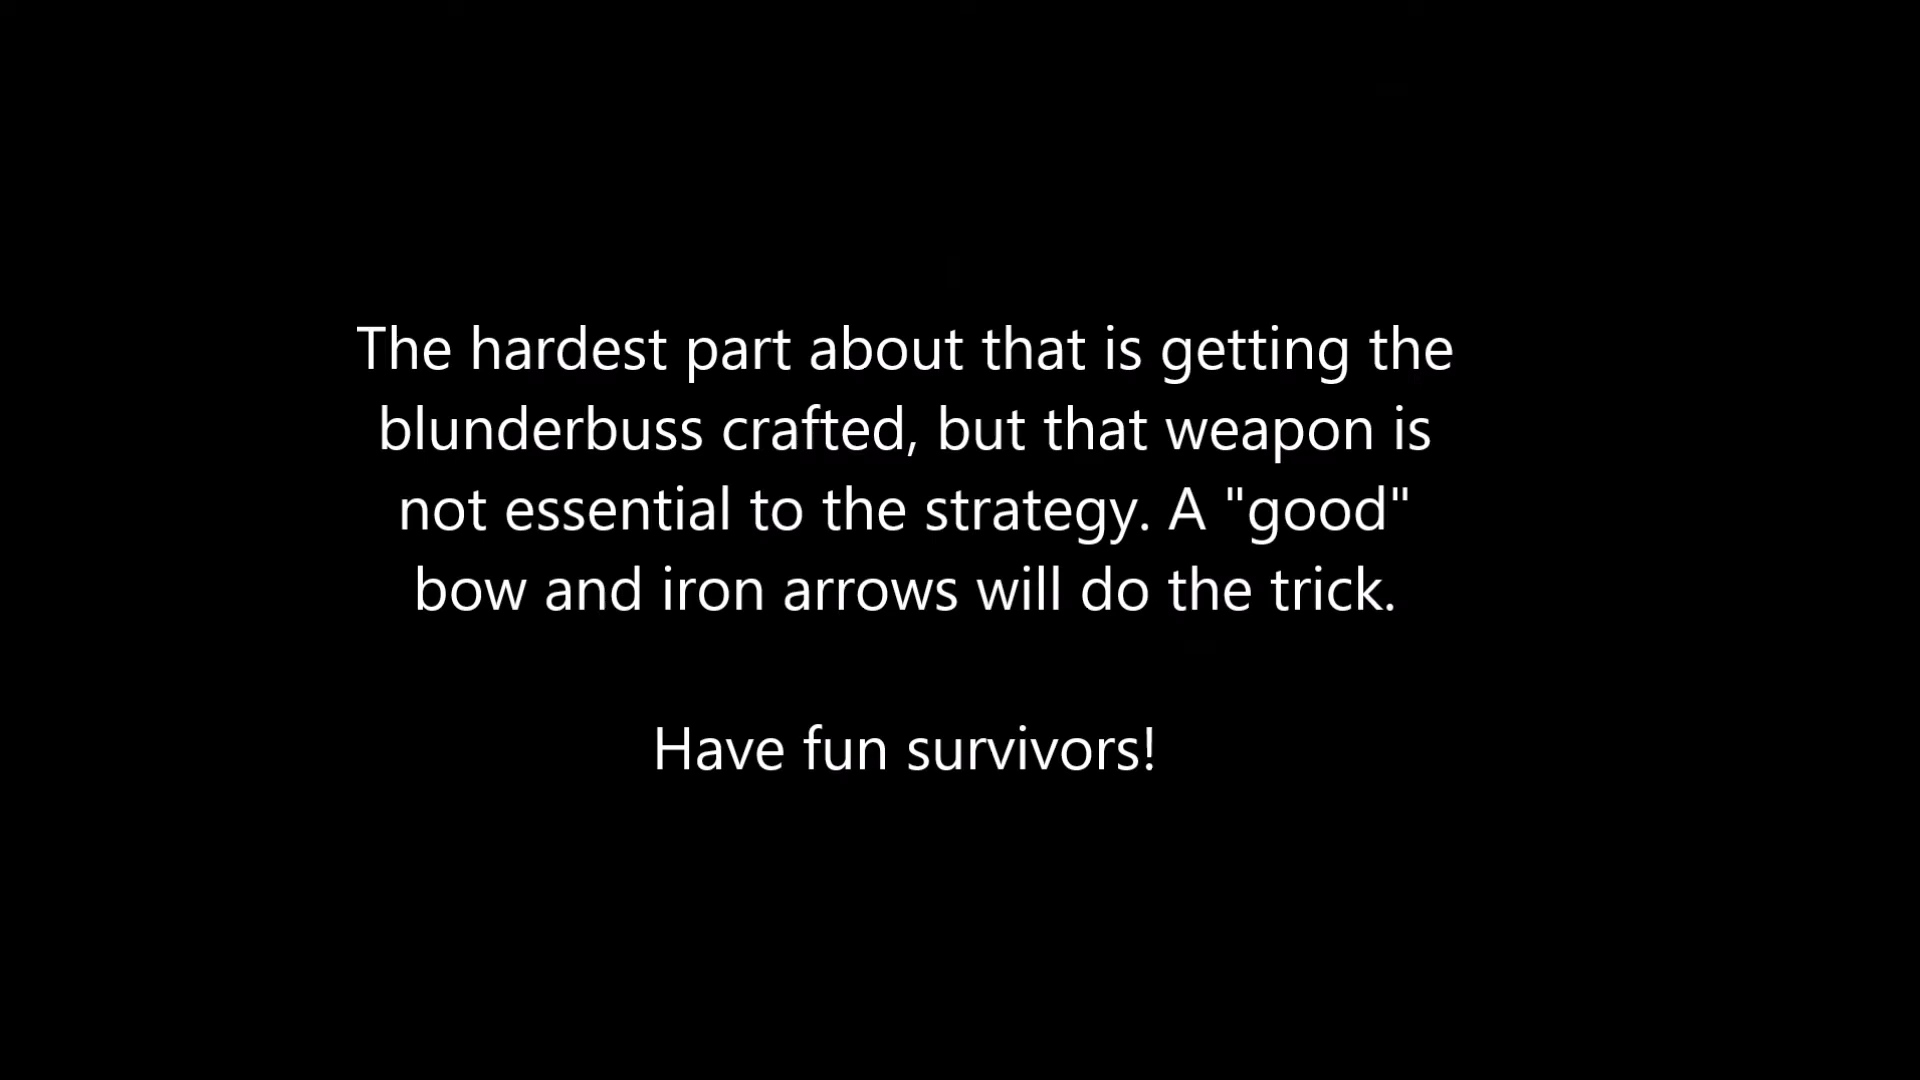 The hardest part about that is getting the
blunderbuss crafted, but that weapon is
not essential to the strategy. A "good"
bow and iron arrows will do the trick.
Have fun survivors!